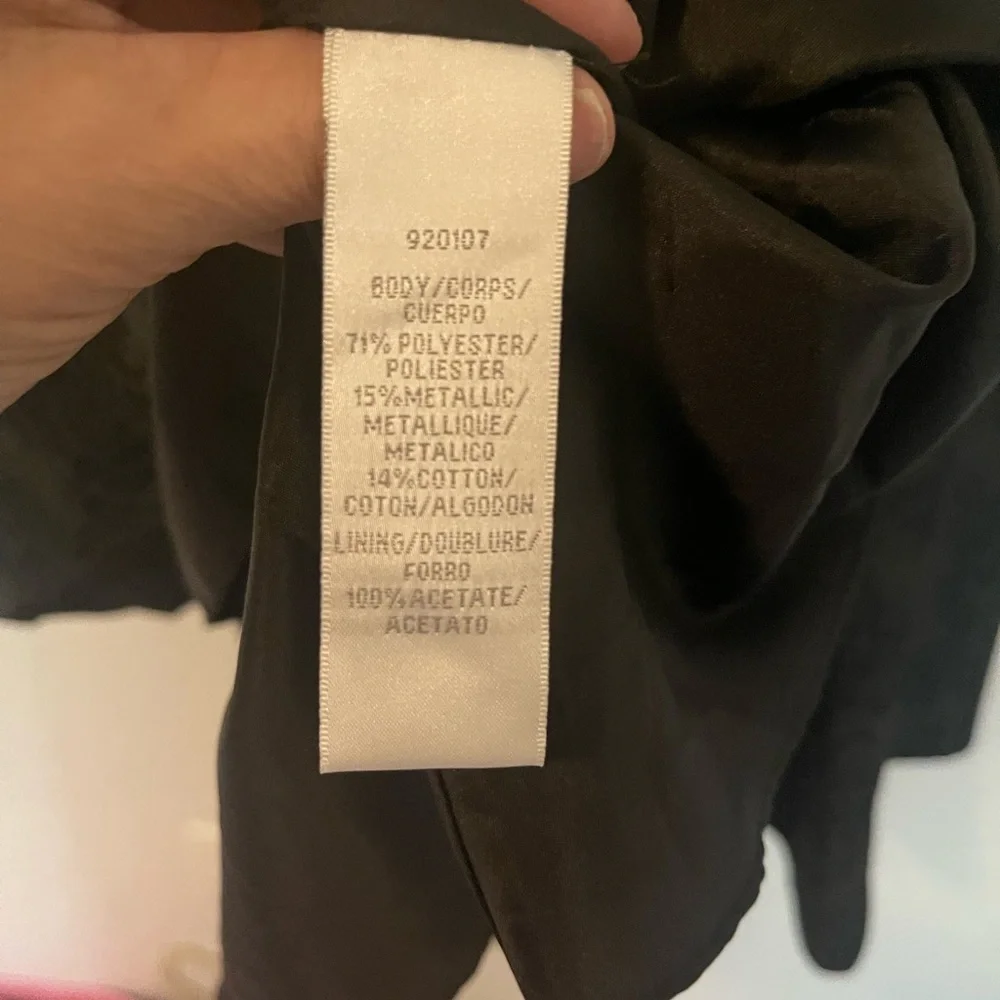 920107
BODY/CORPS/
CUERPO
71% POLYESTER/
POLIESTER
15%METALLIC/
METALLIQUE/
METALICO
14%COTTON/
COTON/ALGODON
LINING/DOUBLURE/
FORRO
100%ACETATE/
ACETATO